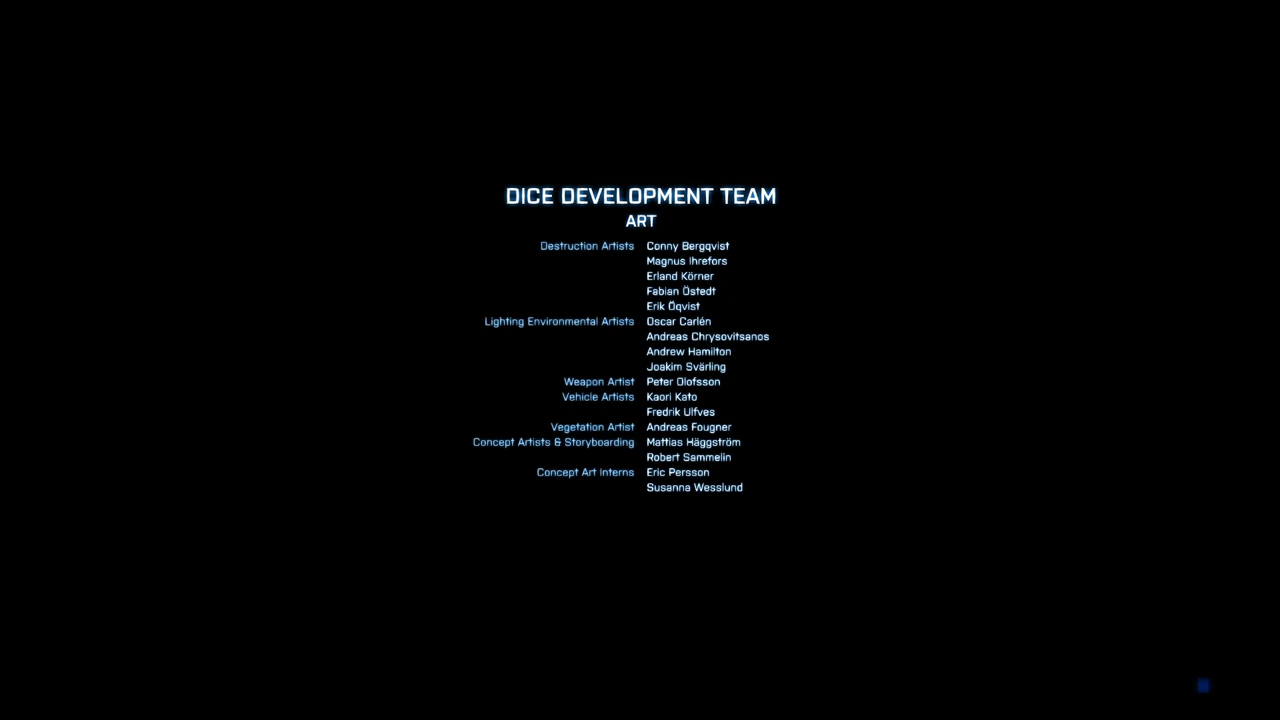 DICE DEVELOPMENT TEAM
ART
Destruction Artists Conny Bergqvist
Magnus Ihrefors
Erland Körner
Fabian Östedt
Erik Öqvist
Lighting Environmental Artists Oscar Carlén
Andreas Chrysovitsanos
Andrew Hamilton
Joakim Svärling
Weapon Artist Peter Olofsson
Vehicle Artists Kaori Kato
Fredrik Ulfves
Vegetation Artist Andreas Fougner
Concept Artists & Storyboarding Mattias Häggström
Robert Sammelin
Concept Art Interns Eric Persson
Susanna Wesslund